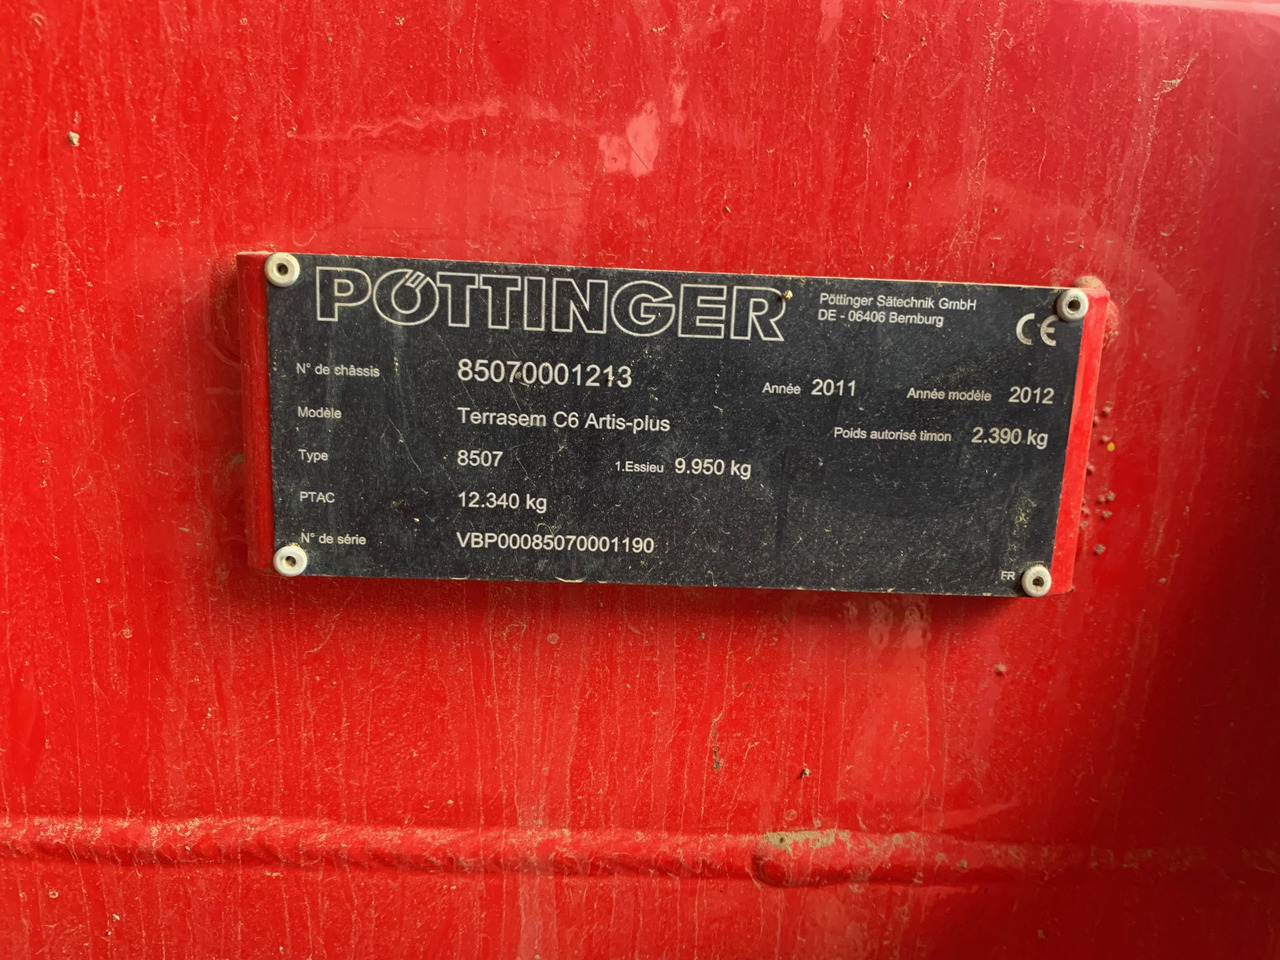 PÖTTINGER
Pöttinger Sätechnik GmbH
DE - 06406 Bernburg
CE
N° de châssis 85070001213 Année 2011 Année modèle 2012
Modèle Terrasem C6 Artis-plus Poids autorisé timon 2.390 kg
Type 8507 1.Essieu 9.950 kg
PTAC 12.340 kg
N° de série VBP00085070001190
FR